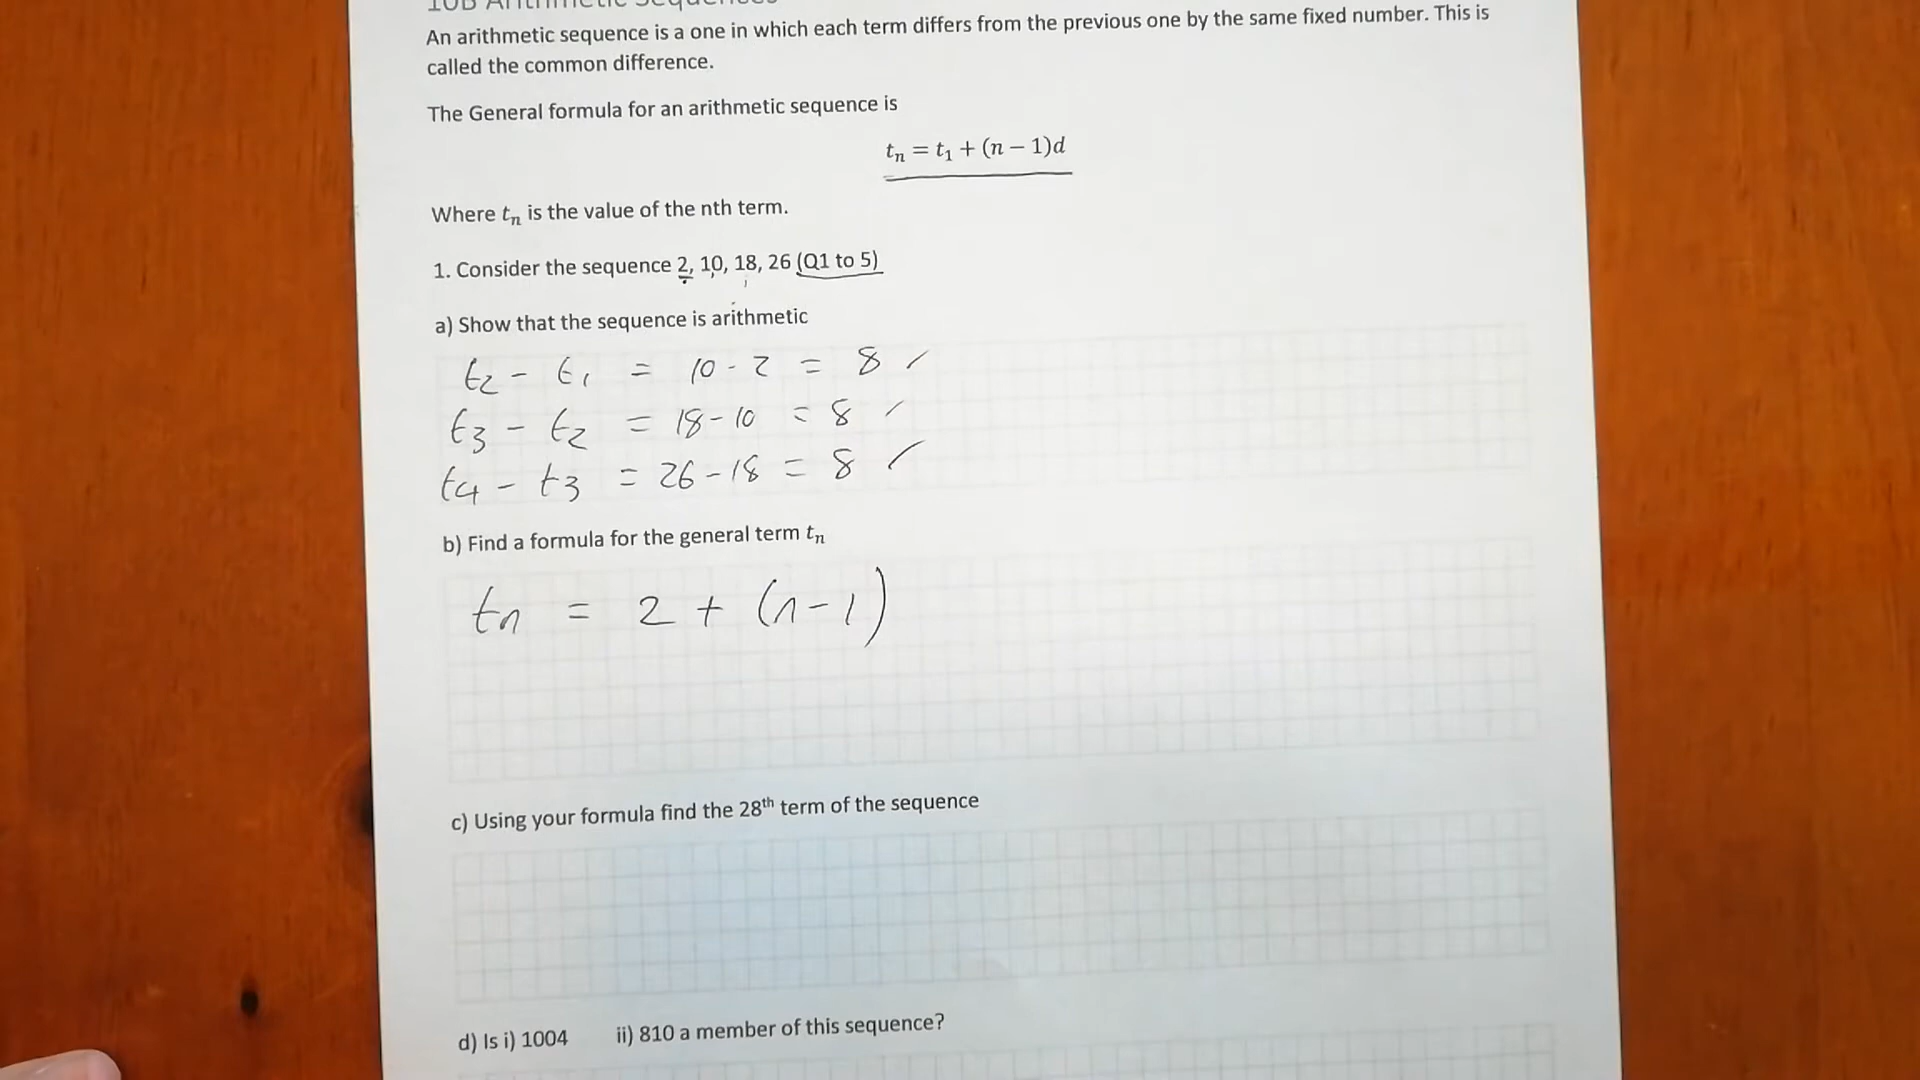 10B Arithmetic Sequences
An arithmetic sequence is a one in which each term differs from the previous one by the same fixed number. This is
called the common difference.
The General formula for an arithmetic sequence is
tₙ = t₁ + (n − 1)d
Where tₙ is the value of the nth term.
1. Consider the sequence 2, 10, 18, 26 (Q1 to 5)
a) Show that the sequence is arithmetic
t₂ - t₁ = 10 - 2 = 8 ✓
t₃ - t₂ = 18 - 10 = 8 ✓
t₄ - t₃ = 26 - 18 = 8 ✓
b) Find a formula for the general term tₙ
tₙ = 2 + (n-1)
c) Using your formula find the 28th term of the sequence
d) Is i) 1004 ii) 810 a member of this sequence?